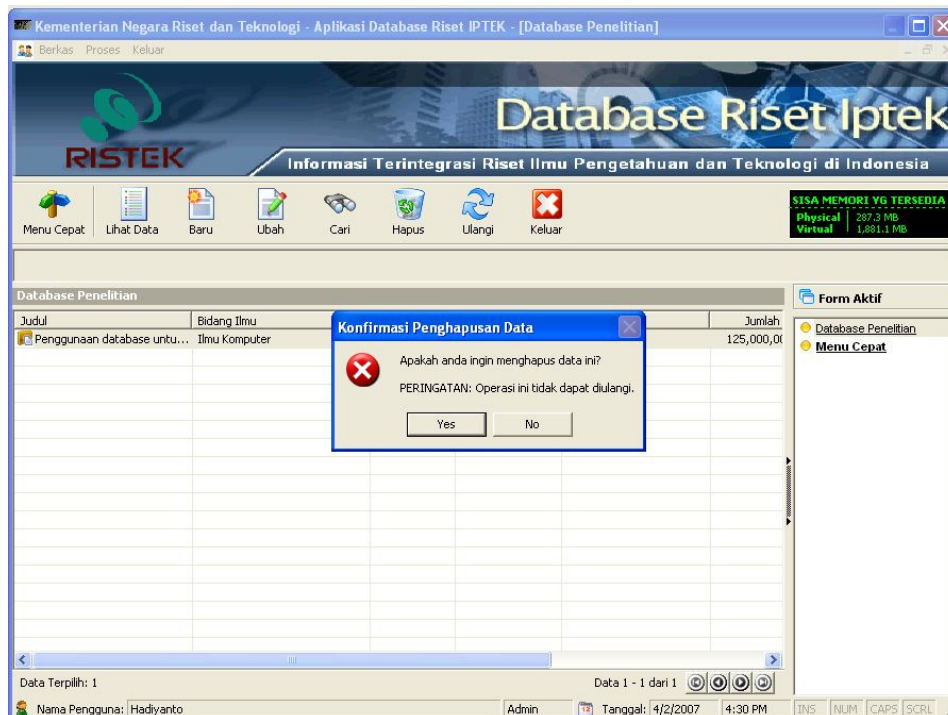 Kementerian Negara Riset dan Teknologi - Aplikasi Database Riset IPTEK - [Database Penelitian]
Berkas Proses Keluar
Database Riset Iptek
RISTEK
Informasi Terintegrasi Riset Ilmu Pengetahuan dan Teknologi di Indonesia
Menu Cepat Lihat Data Baru Ubah Cari Hapus Ulangi Keluar
SISA MEMORI YG TERSEDIA
Physical 287.3 MB
Virtual 1,881.1 MB
Database Penelitian
Form Aktif
Judul Bidang Ilmu Jumlah
Penggunaan database untu... Ilmu Komputer 125,000,00
Database Penelitian
Menu Cepat
Konfirmasi Penghapusan Data
Apakah anda ingin menghapus data ini?
PERINGATAN: Operasi ini tidak dapat diulangi.
Yes No
Data Terpilih: 1
Data 1 - 1 dari 1
Nama Pengguna: Hadiyanto Admin Tanggal: 4/2/2007 4:30 PM INS NUM CAPS SCRL